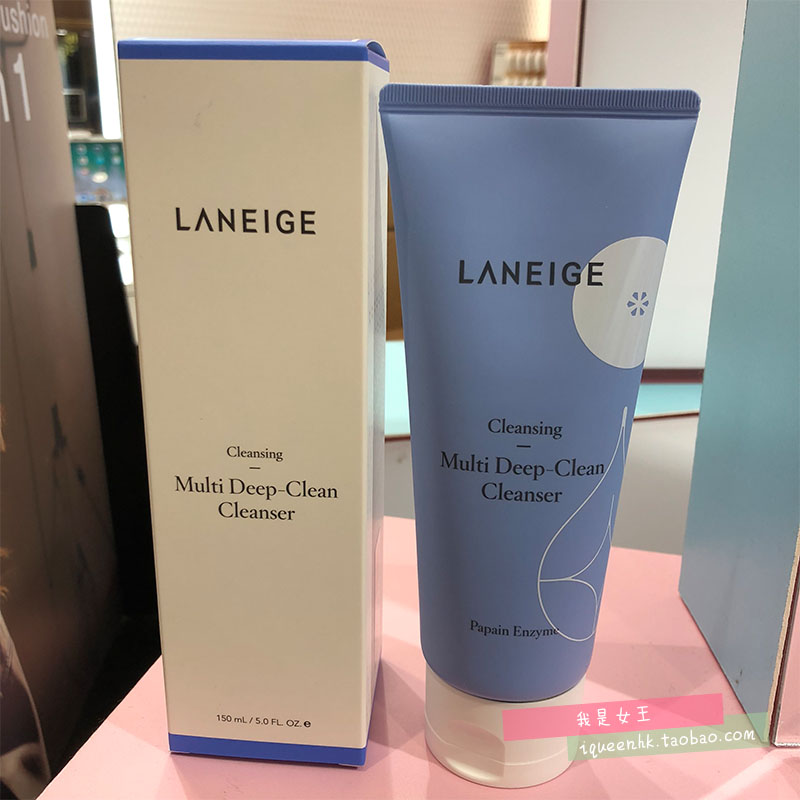 ushion
LANEIGE
Cleansing
Multi Deep-Clean
Cleanser
150 mL / 5.0 FL. OZ. e
LANEIGE
Cleansing
Multi Deep-Clean
Cleanser
Papain Enzyme
我是女王
iqueenhk.taobao.com